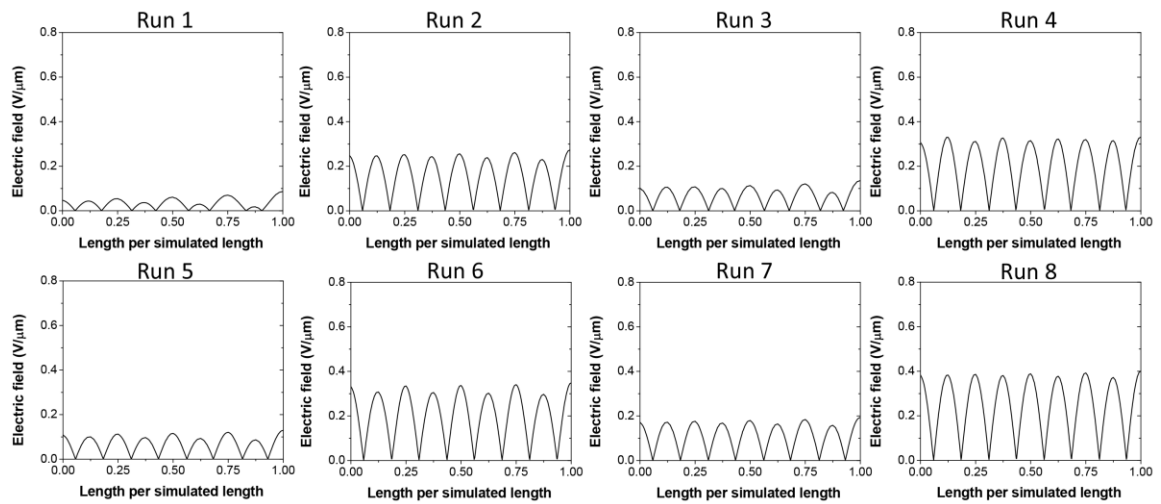 Run 1
Electric field (V/μm)
0.8
0.6
0.4
0.2
0.0
0.00 0.25 0.50 0.75 1.00
Length per simulated length
Run 2
Electric field (V/μm)
0.8
0.6
0.4
0.2
0.0
0.00 0.25 0.50 0.75 1.00
Length per simulated length
Run 3
Electric field (V/μm)
0.8
0.6
0.4
0.2
0.0
0.00 0.25 0.50 0.75 1.00
Length per simulated length
Run 4
Electric field (V/μm)
0.8
0.6
0.4
0.2
0.0
0.00 0.25 0.50 0.75 1.00
Length per simulated length
Run 5
Electric field (V/μm)
0.8
0.6
0.4
0.2
0.0
0.00 0.25 0.50 0.75 1.00
Length per simulated length
Run 6
Electric field (V/μm)
0.8
0.6
0.4
0.2
0.0
0.00 0.25 0.50 0.75 1.00
Length per simulated length
Run 7
Electric field (V/μm)
0.8
0.6
0.4
0.2
0.0
0.00 0.25 0.50 0.75 1.00
Length per simulated length
Run 8
Electric field (V/μm)
0.8
0.6
0.4
0.2
0.0
0.00 0.25 0.50 0.75 1.00
Length per simulated length